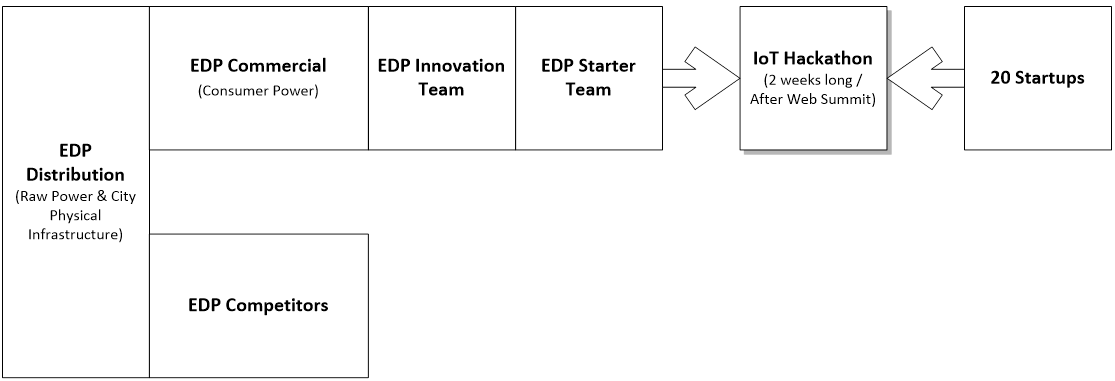 EDP
Distribution
(Raw Power & City
Physical
Infrastructure)
EDP Commercial
(Consumer Power)
EDP Innovation
Team
EDP Starter
Team
IoT Hackathon
(2 weeks long /
After Web Summit)
20 Startups
EDP Competitors